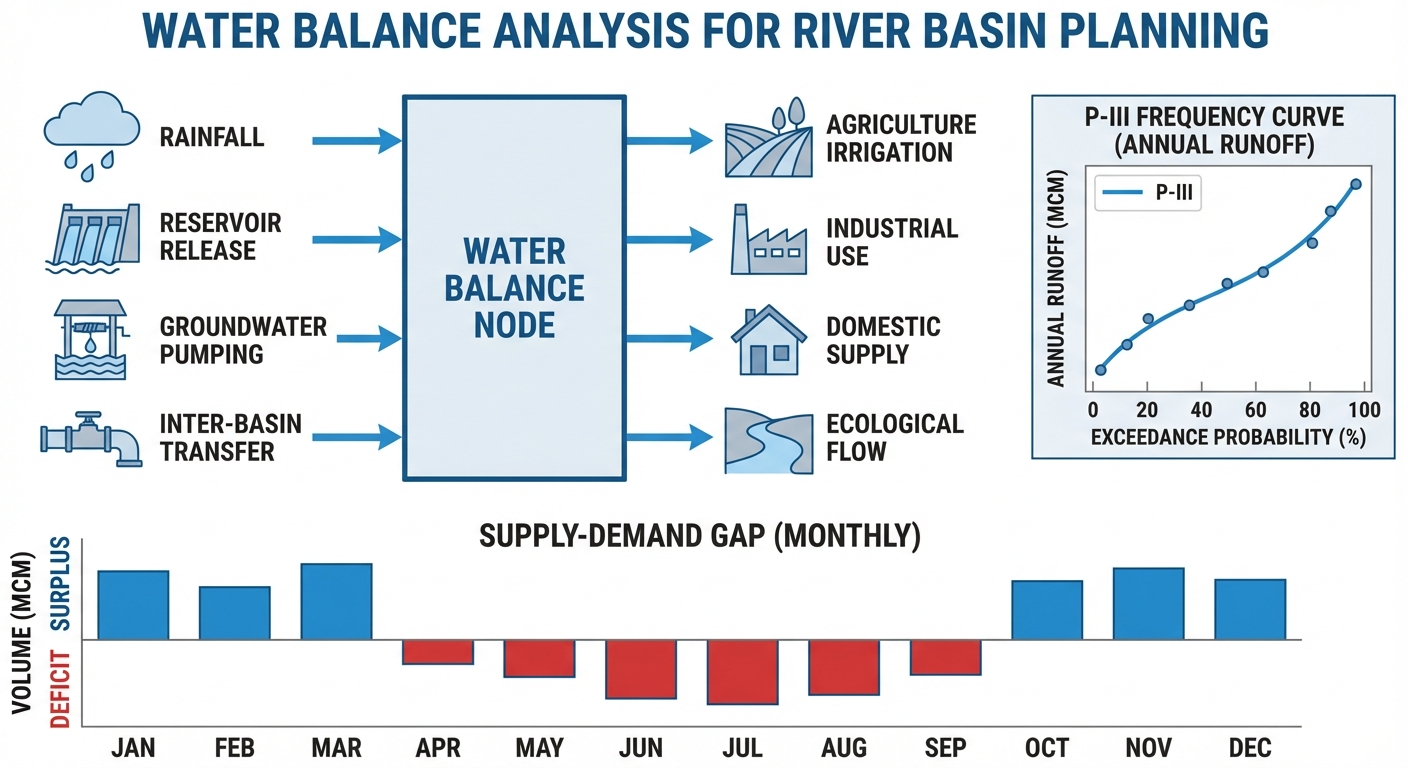 WATER BALANCE ANALYSIS FOR RIVER BASIN PLANNING
RAINFALL
RESERVOIR
RELEASE
GROUNDWATER
PUMPING
INTER-BASIN
TRANSFER
WATER
BALANCE
NODE
AGRICULTURE
IRRIGATION
INDUSTRIAL
USE
DOMESTIC
SUPPLY
ECOLOGICAL
FLOW
P-III FREQUENCY CURVE
(ANNUAL RUNOFF)
P-III
ANNUAL RUNOFF (MCM)
0 20 40 60 80 100
EXCEEDANCE PROBABILITY (%)
SUPPLY-DEMAND GAP (MONTHLY)
VOLUME (MCM)
SURPLUS
DEFICIT
JAN FEB MAR APR MAY JUN JUL AUG SEP OCT NOV DEC